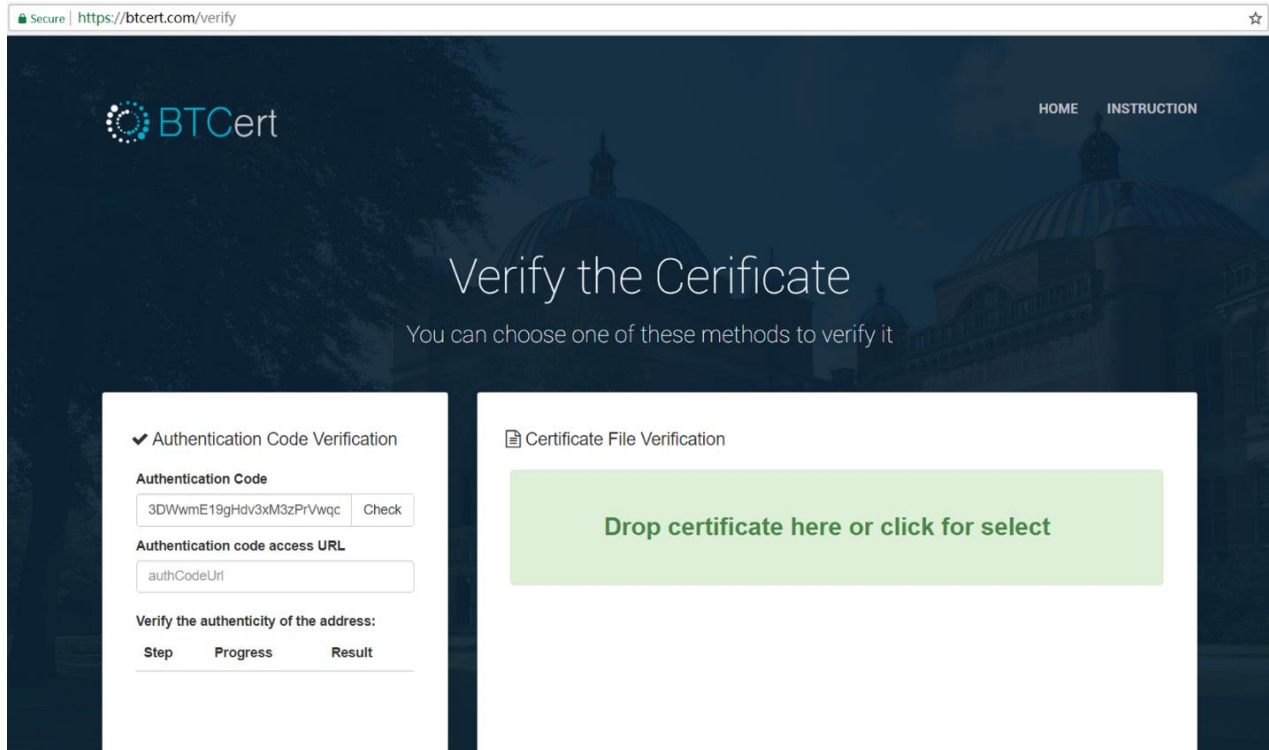 Secure | https://btcert.com/verify
BTCert
HOME INSTRUCTION
Verify the Cerificate
You can choose one of these methods to verify it
Authentication Code Verification
Authentication Code
3DWwmE19gHdv3xM3zPrVwqc Check
Authentication code access URL
authCodeUrl
Verify the authenticity of the address:
Step Progress Result
Certificate File Verification
Drop certificate here or click for select